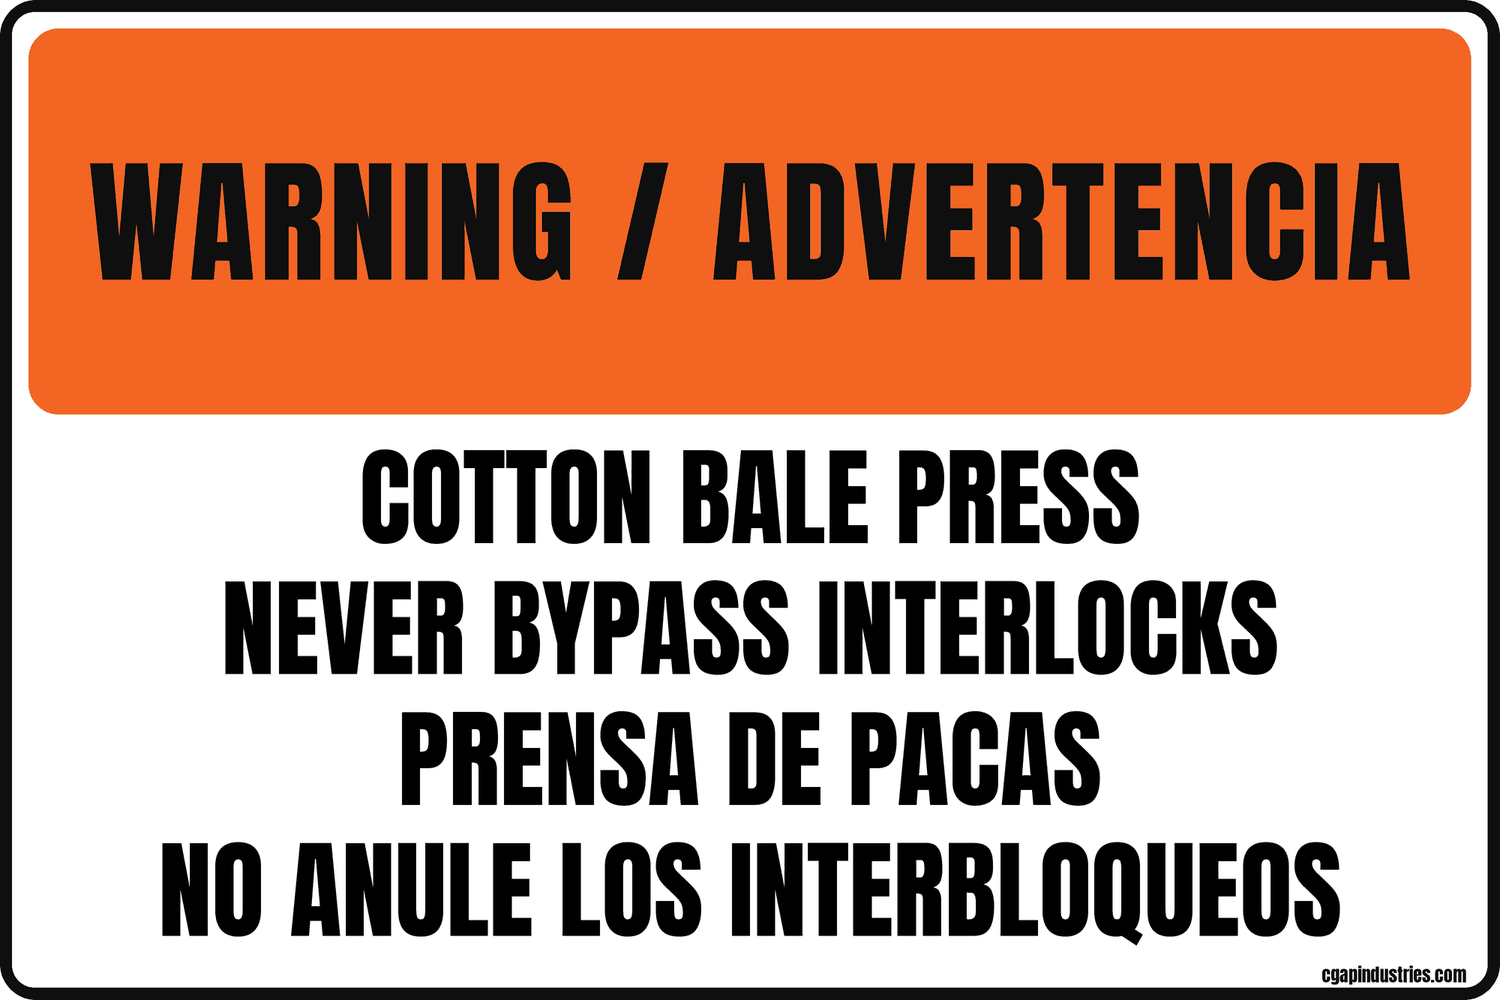 WARNING / ADVERTENCIA
COTTON BALE PRESS
NEVER BYPASS INTERLOCKS
PRENSA DE PACAS
NO ANULE LOS INTERBLOQUEOS
cgapindustries.com